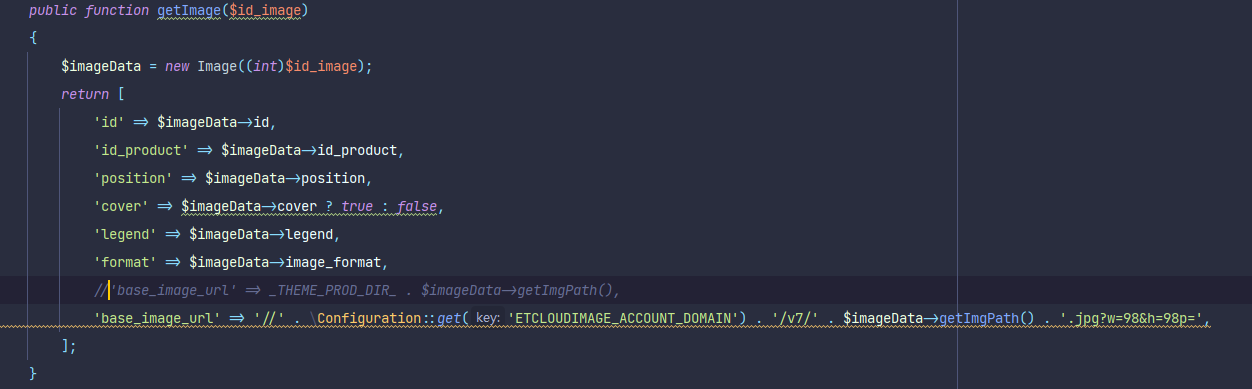 public function getImage($id_image)
{
    $imageData = new Image((int)$id_image);
    return [
        'id' => $imageData->id,
        'id_product' => $imageData->id_product,
        'position' => $imageData->position,
        'cover' => $imageData->cover ? true : false,
        'legend' => $imageData->legend,
        'format' => $imageData->image_format,
        //'base_image_url' => _THEME_PROD_DIR_ . $imageData->getImgPath(),
        'base_image_url' => '//' . \Configuration::get( key: 'ETCLOUDIMAGE_ACCOUNT_DOMAIN') . '/v7/' . $imageData->getImgPath() . '.jpg?w=98&h=98p=',
    ];
}